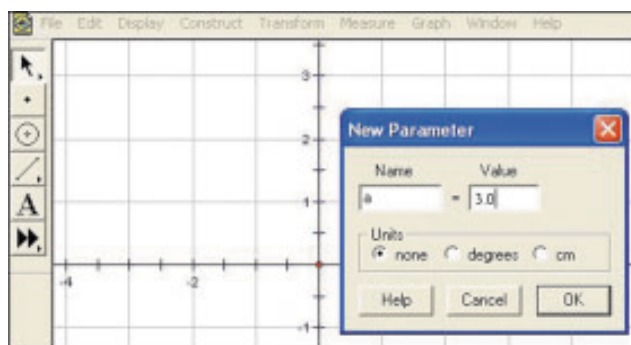 File Edit Display Construct Transform Measure Graph Window Help
3
2
1
-4 -2
-1
A
New Parameter
Name Value
a = 3.0
Units
none degrees cm
Help Cancel OK